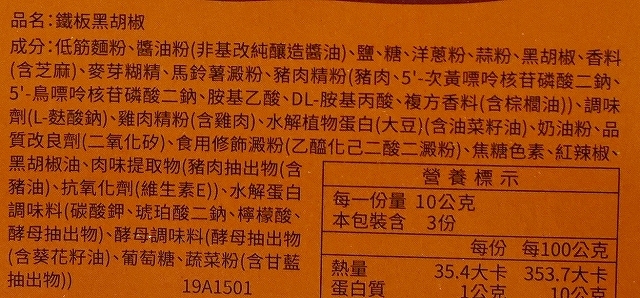 品名：鐵板黑胡椒
成分：低筋麵粉、醬油粉(非基改純釀造醬油)、鹽、糖、洋蔥粉、蒜粉、黑胡椒、香料
(含芝麻)、麥芽糊精、馬鈴薯澱粉、豬肉精粉(豬肉、5'-次黃嘌呤核苷磷酸二鈉、
5'-鳥嘌呤核苷磷酸二鈉、胺基乙酸、DL-胺基丙酸、複方香料(含棕櫚油))、調味
劑(L-麩酸鈉)、雞肉精粉(含雞肉)、水解植物蛋白(大豆)(含油菜籽油)、奶油粉、品
質改良劑(二氧化矽)、食用修飾澱粉(乙醯化己二酸二澱粉)、焦糖色素、紅辣椒、
黑胡椒油、肉味提取物(豬肉抽出物(含
豬油)、抗氧化劑(維生素E))、水解蛋白
調味料(碳酸鉀、琥珀酸二鈉、檸檬酸、
酵母抽出物)、酵母調味料(酵母抽出物
(含葵花籽油)、葡萄糖、蔬菜粉(含甘藍
抽出物))
19A1501
營養標示
每一份量 10公克
本包裝含 3份
每份 每100公克
熱量 35.4大卡 353.7大卡
蛋白質 1公克 10公克